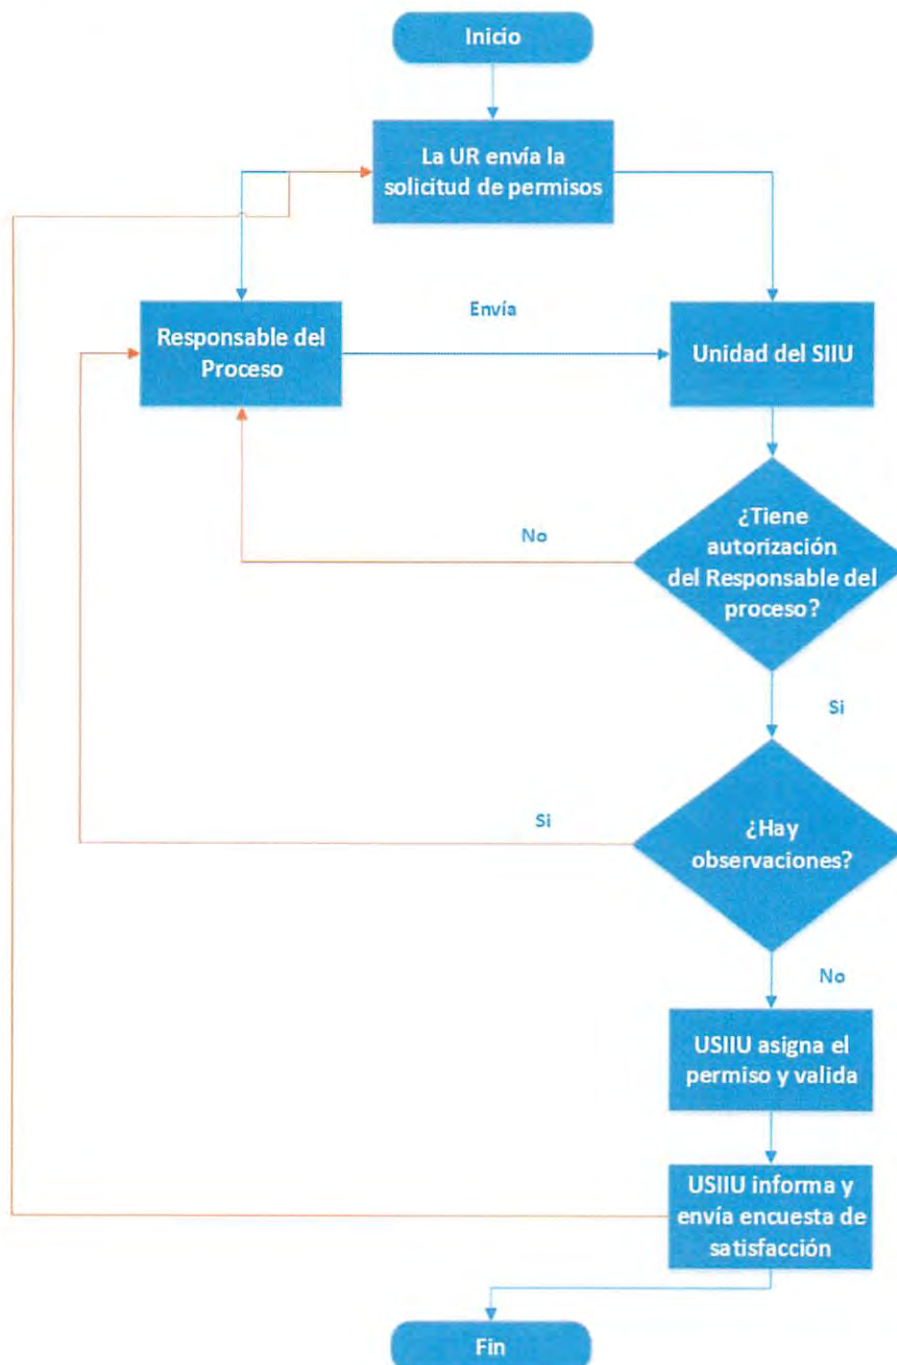 Inicio
La UR envía la
solicitud de permisos
Responsable del
Proceso
Envía
Unidad del SIIU
¿Tiene
autorización
del Responsable del
proceso?
No
Si
¿Hay
observaciones?
Si
No
USIIU asigna el
permiso y valida
USIIU informa y
envía encuesta de
satisfacción
Fin